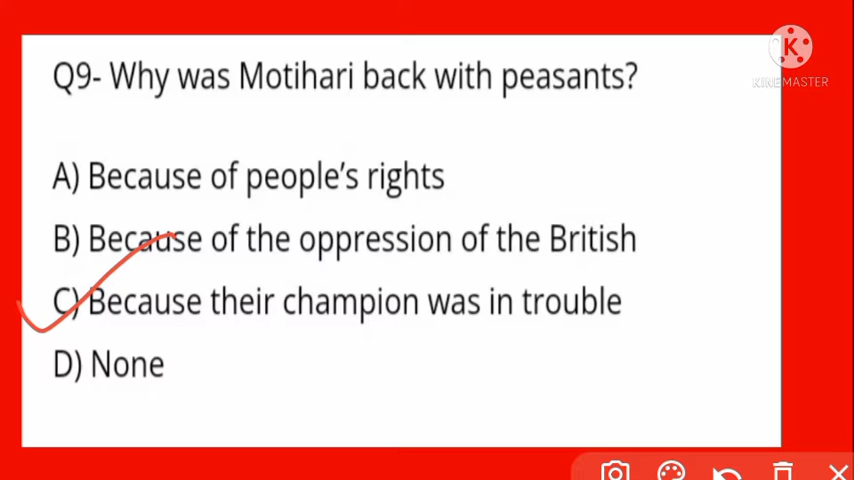 K
KINEMASTER
Q9- Why was Motihari back with peasants?
A) Because of people's rights
B) Because of the oppression of the British
C) Because their champion was in trouble
D) None